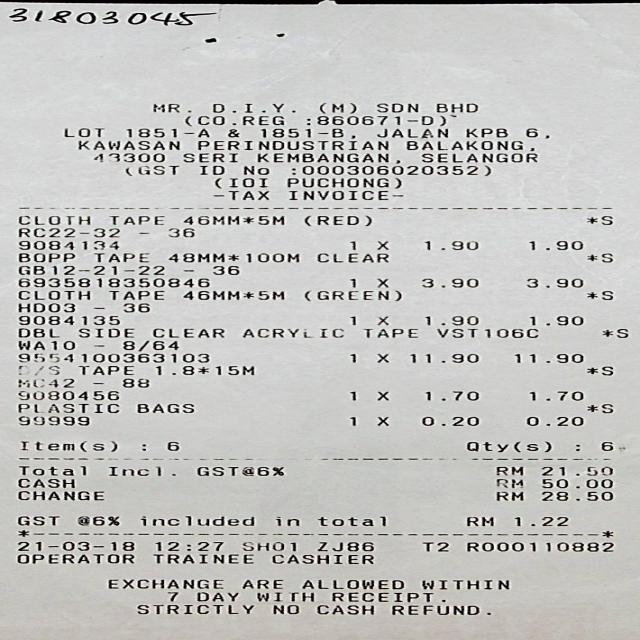 31803045
MR. D.I.Y. (M) SDN BHD
(CO.REG :860671-D)
LOT 1851-A & 1851-B, JALAN KPB 6,
KAWASAN PERINDUSTRIAN BALAKONG,
43300 SERI KEMBANGAN, SELANGOR
(GST ID No :000306020352)
(IOI PUCHONG)
-TAX INVOICE-
CLOTH TAPE 46MM*5M (RED) *S
RC22-32 - 36
9084134 1 X 1.90 1.90
BOPP TAPE 48MM*100M CLEAR *S
GB12-21-22 - 36
6935818350846 1 X 3.90 3.90
CLOTH TAPE 46MM*5M (GREEN) *S
HD03 - 36
9084135 1 X 1.90 1.90
DBL SIDE CLEAR ACRYLIC TAPE VST106C *S
WA10 - 8/64
9554100363103 1 X 11.90 11.90
D/S TAPE 1.8*15M *S
MC42 - 88
9080456 1 X 1.70 1.70
PLASTIC BAGS *S
99999 1 X 0.20 0.20
Item(s) : 6 Qty(s) : 6
Total Incl. GST@6% RM 21.50
CASH RM 50.00
CHANGE RM 28.50
GST @6% included in total RM 1.22
*--------------------------------------*
21-03-18 12:27 SH01 ZJ86 T2 R000110882
OPERATOR TRAINEE CASHIER
EXCHANGE ARE ALLOWED WITHIN
7 DAY WITH RECEIPT.
STRICTLY NO CASH REFUND.